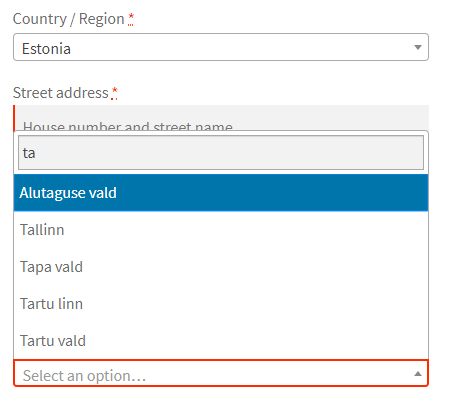 Country / Region *
Estonia
Street address *
House number and street name
ta
Alutaguse vald
Tallinn
Tapa vald
Tartu linn
Tartu vald
Select an option...